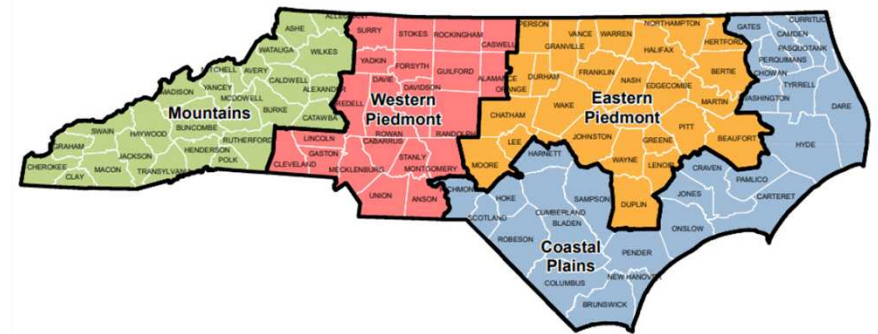 ALLEGHANY
ASHE
SURRY
STOKES
ROCKINGHAM
CASWELL
PERSON
VANCE
WARREN
NORTHAMPTON
GATES
CURRITUC
CAMDEN
PASQUOTANK
PERQUIMANS
CHOWAN
WATAUGA
WILKES
YADKIN
FORSYTH
GUILFORD
ALAMANCE
ORANGE
DURHAM
GRANVILLE
FRANKLIN
HALIFAX
HERTFORD
BERTIE
MITCHELL
AVERY
CALDWELL
ALEXANDER
DAVIE
DAVIDSON
NASH
EDGECOMBE
MARTIN
WASHINGTON
TYRRELL
DARE
MADISON
YANCEY
MCDOWELL
BURKE
CATAWBA
IREDELL
Western
Piedmont
Eastern
Piedmont
Mountains
SWAIN
HAYWOOD
BUNCOMBE
RUTHERFORD
ROWAN
RANDOLPH
CHATHAM
WAKE
JOHNSTON
PITT
BEAUFORT
HYDE
GRAHAM
JACKSON
HENDERSON
POLK
LINCOLN
GASTON
CLEVELAND
CABARRUS
STANLY
MONTGOMERY
MECKLENBURG
LEE
MOORE
HARNETT
WAYNE
GREENE
LENOIR
CRAVEN
PAMLICO
CHEROKEE
CLAY
MACON
TRANSYLVANI
UNION
ANSON
RICHMOND
HOKE
SCOTLAND
CUMBERLAND
SAMPSON
DUPLIN
JONES
CARTERET
ROBESON
BLADEN
ONSLOW
Coastal
Plains
PENDER
COLUMBUS
NEW HANOVER
BRUNSWICK